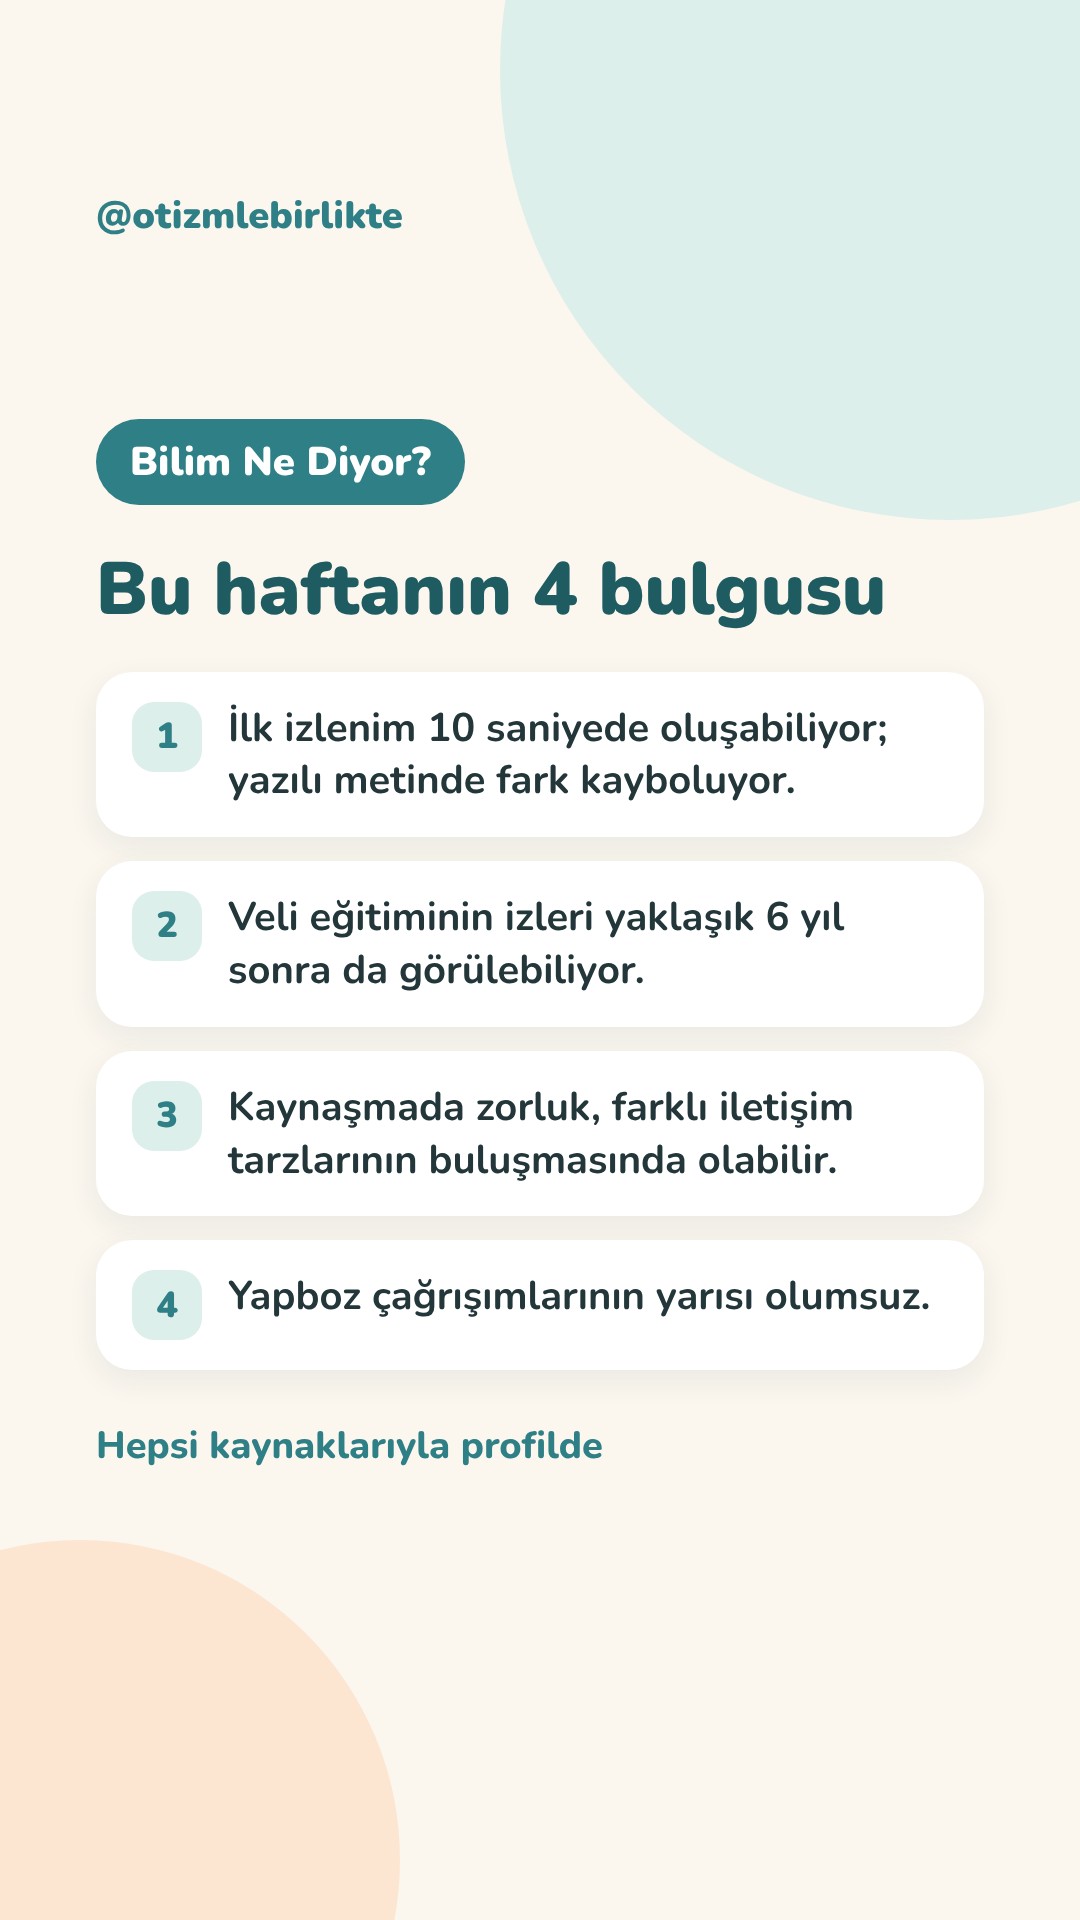 @otizmlebirlikte
Bilim Ne Diyor?
Bu haftanın 4 bulgusu
1
İlk izlenim 10 saniyede oluşabiliyor;
yazılı metinde fark kayboluyor.
2
Veli eğitiminin izleri yaklaşık 6 yıl
sonra da görülebiliyor.
3
Kaynaşmada zorluk, farklı iletişim
tarzlarının buluşmasında olabilir.
4
Yapboz çağrışımlarının yarısı olumsuz.
Hepsi kaynaklarıyla profilde